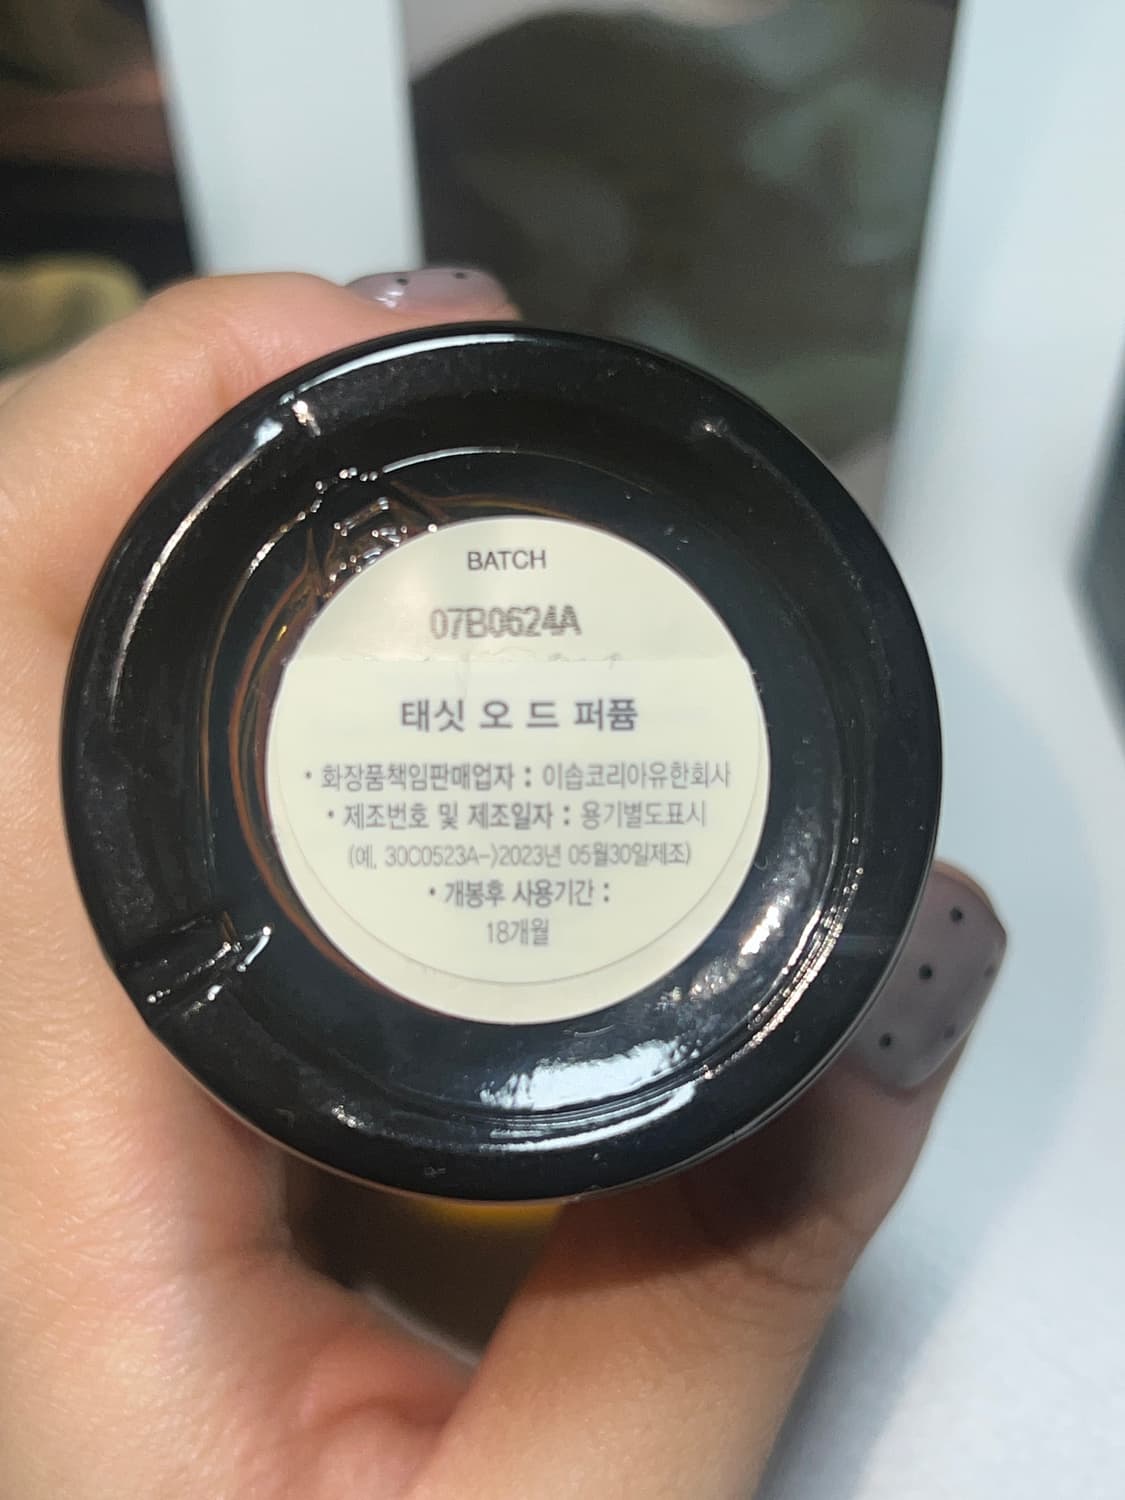 BATCH
07B0624A
태싯 오 드 퍼퓸
• 화장품책임판매업자 : 이솝코리아유한회사
• 제조번호 및 제조일자 : 용기별도표시
(예, 30C0523A-)2023년 05월30일제조)
• 개봉후 사용기간 :
18개월